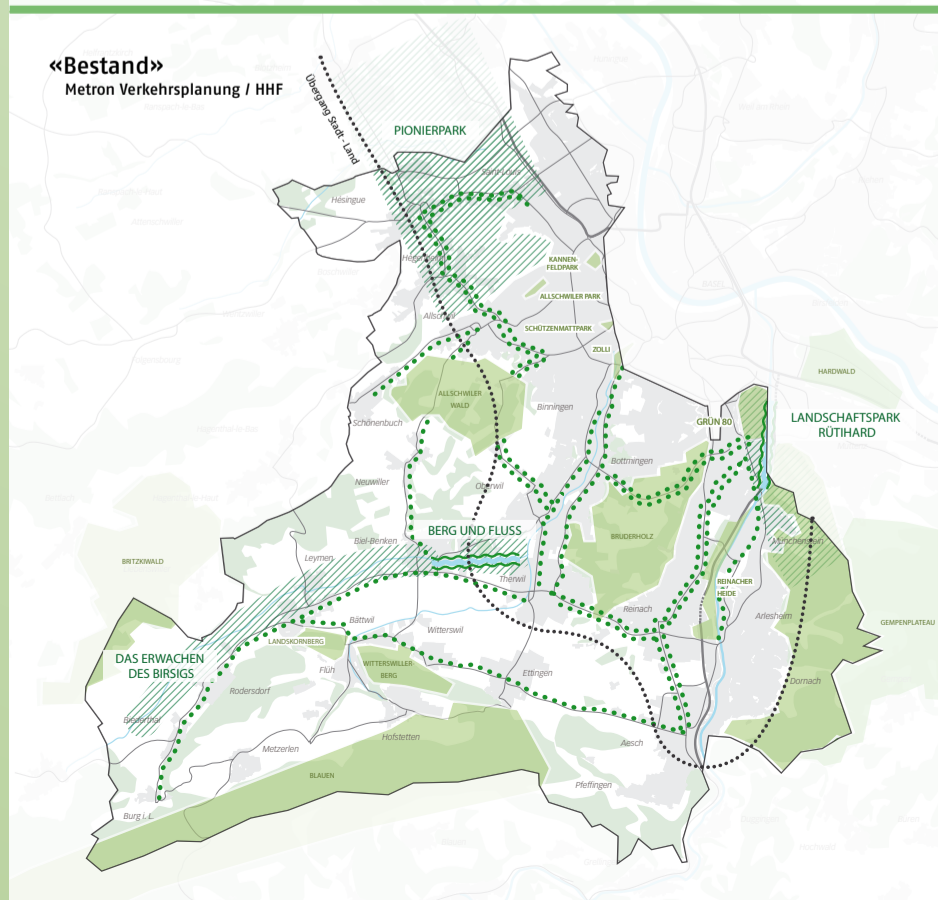 «Bestand»
Metron Verkehrsplanung / HHF
Übergang Stadt - Land
PIONIERPARK
Saint-Louis
Hésingue
KANNEN-
FELDPARK
ALLSCHWILER PARK
SCHÜTZENMATTPARK
ZOLLI
BASEL
HARDWALD
ALLSCHWILER
WALD
Binningen
GRÜN 80
LANDSCHAFTSPARK
RÜTIHARD
Schönenbuch
Bottmingen
Neuwiller
Oberwil
BERG UND FLUSS
BRUDERHOLZ
Münchenstein
Biel-Benken
Leymen
BRITZKIWALD
Therwil
REINACHER
HEIDE
Reinach
Arlesheim
GEMPENPLATEAU
Bättwil
Witterswil
LANDSKORNBERG
DAS ERWACHEN
DES BIRSIGS
Flüh
WITTERSWILLER-
BERG
Ettingen
Dornach
Rodersdorf
Biederthal
Hofstetten
Metzerlen
Aesch
BLAUEN
Pfeffingen
Burg i. L.